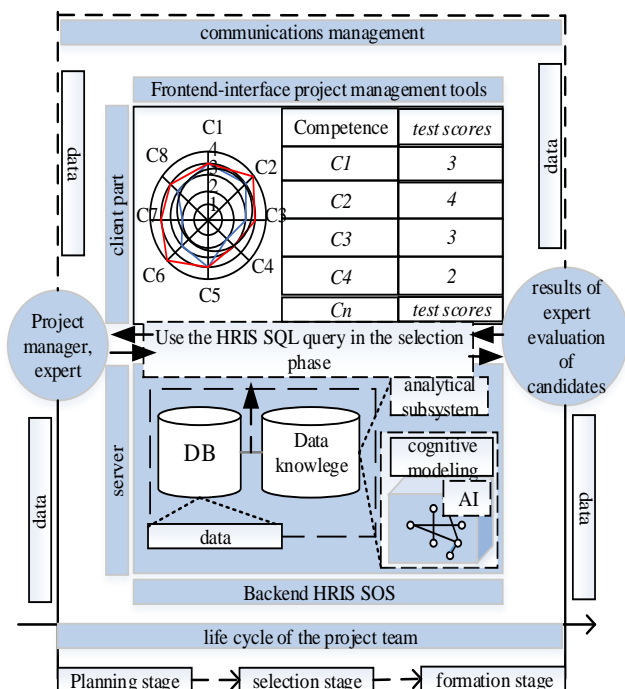 communications management
Frontend-interface project management tools
data
data
client part
C1
C2
C3
C4
C5
C6
C7
C8
4
3
2
1
Competence test scores
C1 3
C2 4
C3 3
C4 2
Cn test scores
Project
manager,
expert
Use the HRIS SQL query in the selection
phase
results of
expert
evaluation
of
candidates
server
analytical
subsystem
DB
Data
knowlege
cognitive
modeling
AI
data
data
data
Backend HRIS SOS
life cycle of the project team
Planning stage
selection stage
formation stage